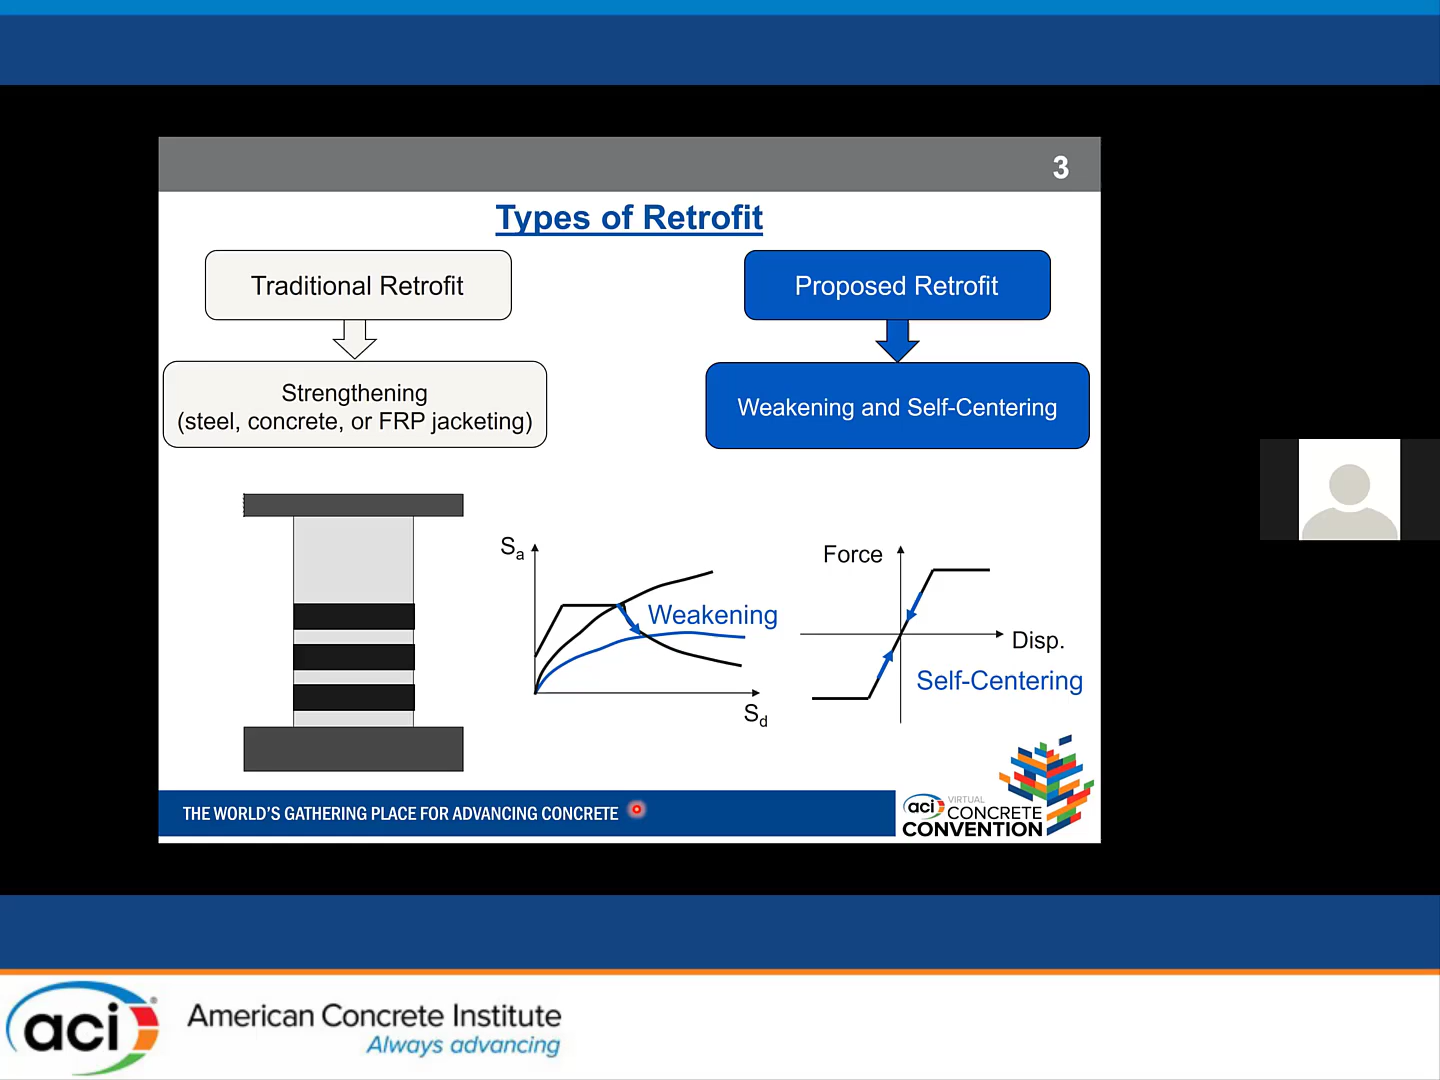 3
Types of Retrofit
Traditional Retrofit
Proposed Retrofit
Strengthening
(steel, concrete, or FRP jacketing)
Weakening and Self-Centering
Sa
Weakening
Sd
Force
Disp.
Self-Centering
THE WORLD'S GATHERING PLACE FOR ADVANCING CONCRETE
aci
VIRTUAL
CONCRETE
CONVENTION
aci
American Concrete Institute
Always advancing